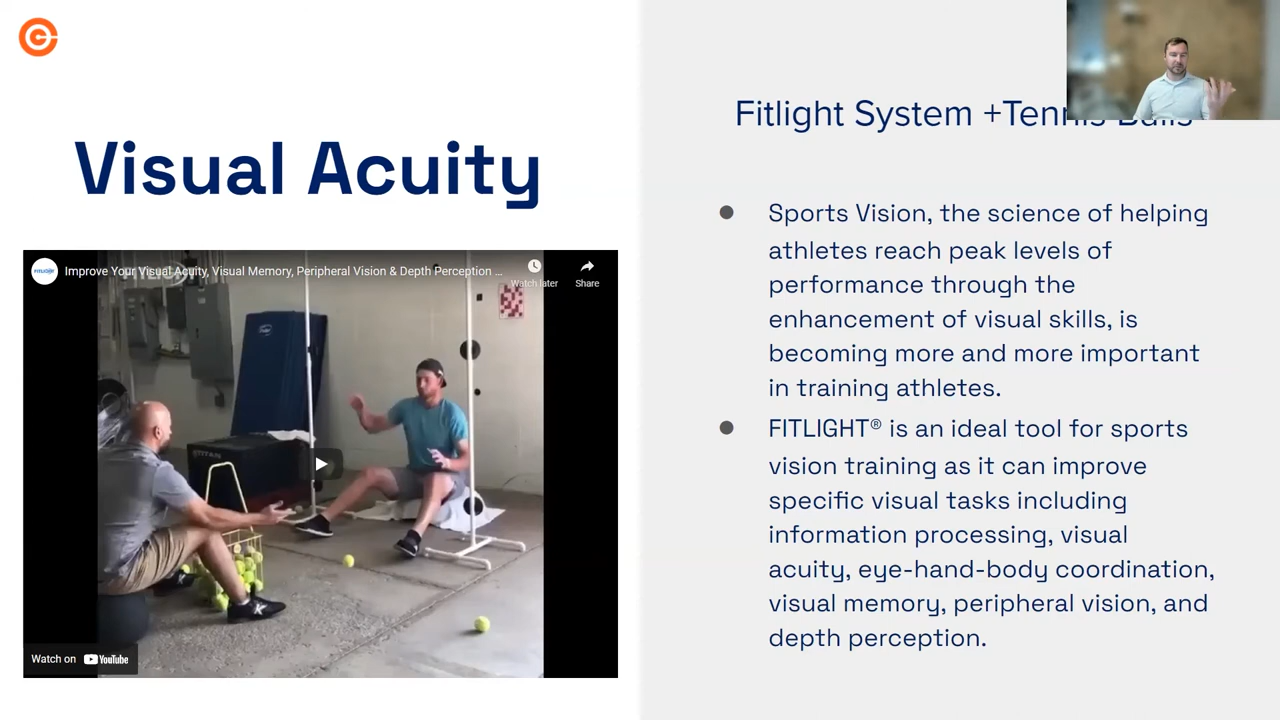 Visual Acuity
FITLIGHT
Improve Your Visual Acuity, Visual Memory, Peripheral Vision & Depth Perception ...
Watch later
Share
TITAN
Watch on YouTube
Fitlight System +Tennis Balls
Sports Vision, the science of helping
athletes reach peak levels of
performance through the
enhancement of visual skills, is
becoming more and more important
in training athletes.
FITLIGHT® is an ideal tool for sports
vision training as it can improve
specific visual tasks including
information processing, visual
acuity, eye-hand-body coordination,
visual memory, peripheral vision, and
depth perception.